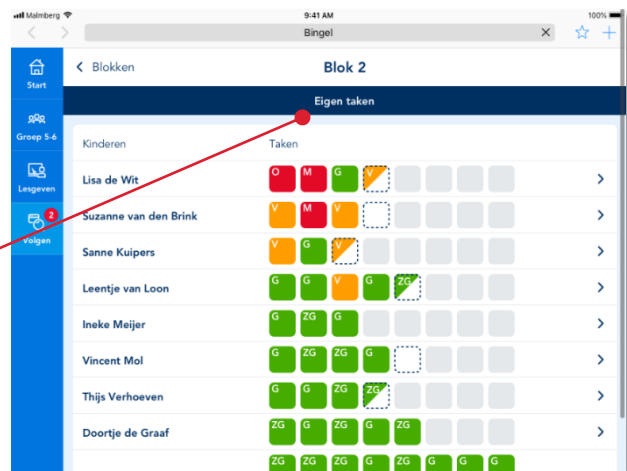 Malmberg 9:41 AM 100%
Bingel
Blokken Blok 2
Eigen taken
Start
Groep 5-6
Lesgeven
2
Volgen
Kinderen Taken
Lisa de Wit O M G V
Suzanne van den Brink V M V
Sanne Kuipers V G V
Leentje van Loon G G V G ZG
Ineke Meijer G ZG G
Vincent Mol G ZG ZG G
Thijs Verhoeven G G ZG ZG
Doortje de Graaf ZG G ZG G ZG
ZG ZG ZG G ZG G G G